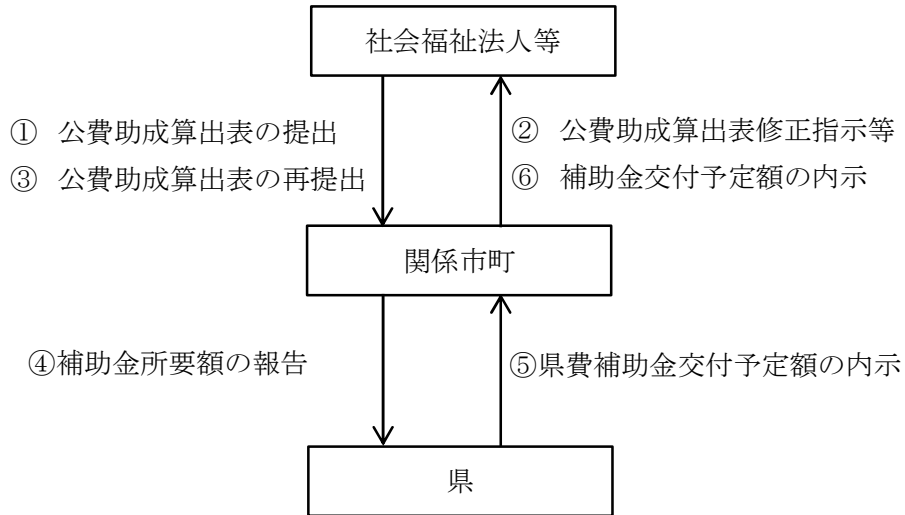 社会福祉法人等
① 公費助成算出表の提出
③ 公費助成算出表の再提出
② 公費助成算出表修正指示等
⑥ 補助金交付予定額の内示
関係市町
④補助金所要額の報告
⑤県費補助金交付予定額の内示
県